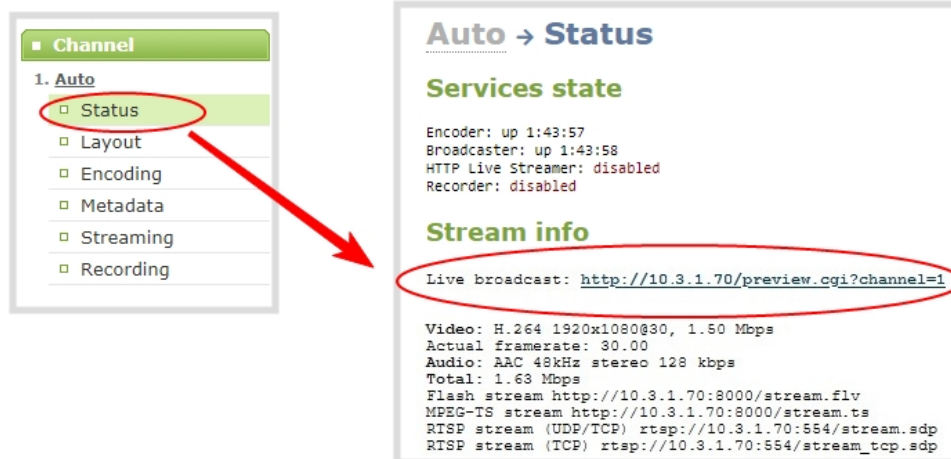 Channel
1. Auto
Status
Layout
Encoding
Metadata
Streaming
Recording
Auto → Status
Services state
Encoder: up 1:43:57
Broadcaster: up 1:43:58
HTTP Live Streamer: disabled
Recorder: disabled
Stream info
Live broadcast: http://10.3.1.70/preview.cgi?channel=1
Video: H.264 1920x1080@30, 1.50 Mbps
Actual framerate: 30.00
Audio: AAC 48kHz stereo 128 kbps
Total: 1.63 Mbps
Flash stream http://10.3.1.70:8000/stream.flv
MPEG-TS stream http://10.3.1.70:8000/stream.ts
RTSP stream (UDP/TCP) rtsp://10.3.1.70:554/stream.sdp
RTSP stream (TCP) rtsp://10.3.1.70:554/stream_tcp.sdp